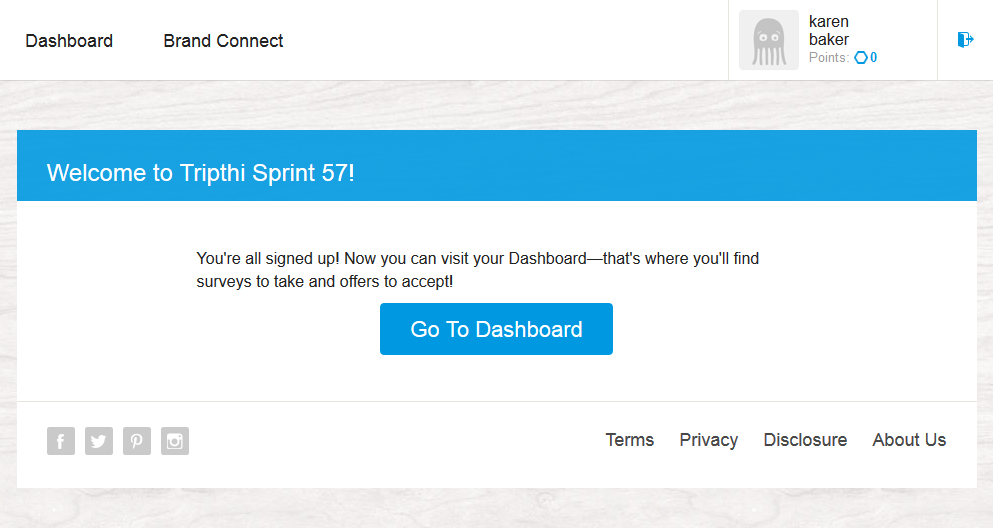 Dashboard
Brand Connect
karen
baker
Points: 0
Welcome to Tripthi Sprint 57!
You're all signed up! Now you can visit your Dashboard—that's where you'll find
surveys to take and offers to accept!
Go To Dashboard
Terms
Privacy
Disclosure
About Us